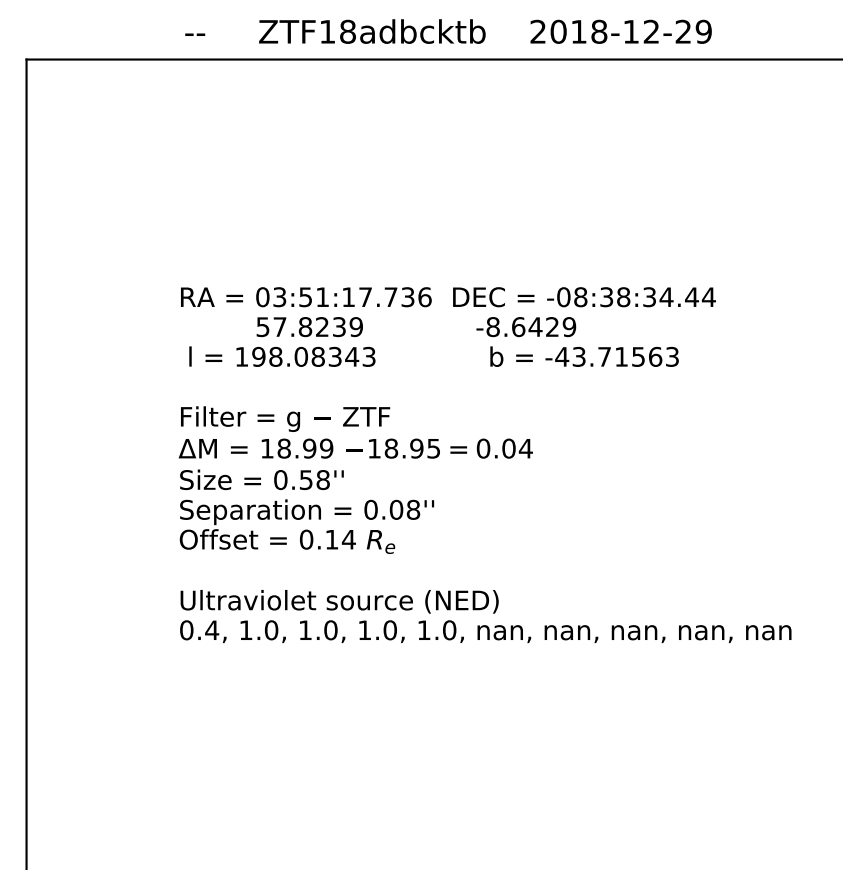 -- ZTF18adbcktb 2018-12-29
RA = 03:51:17.736 DEC = -08:38:34.44
57.8239 -8.6429
l = 198.08343 b = -43.71563
Filter = g − ZTF
ΔM = 18.99 −18.95 = 0.04
Size = 0.58''
Separation = 0.08''
Offset = 0.14 Re
Ultraviolet source (NED)
0.4, 1.0, 1.0, 1.0, 1.0, nan, nan, nan, nan, nan